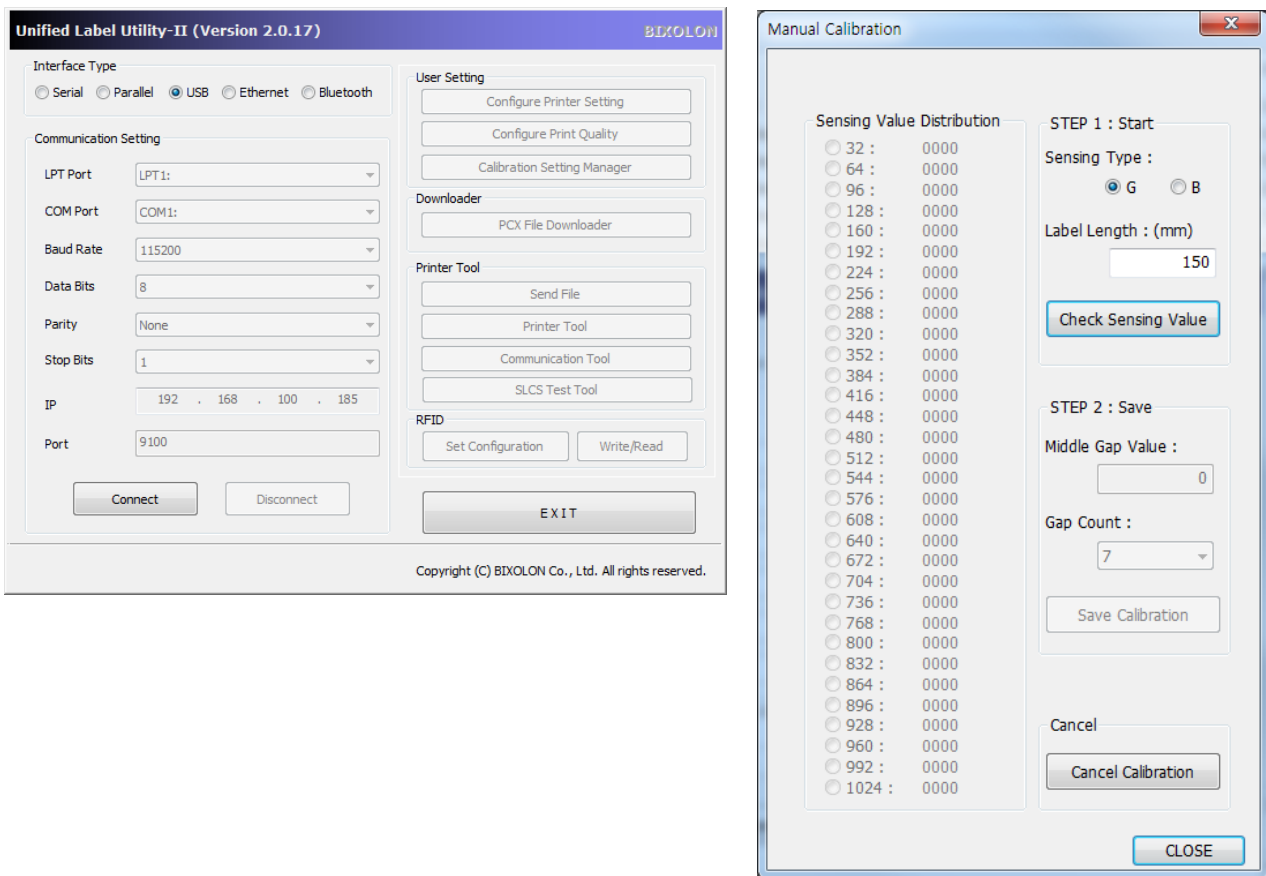 Unified Label Utility-II (Version 2.0.17)
BIXOLON
Interface Type
Serial Parallel USB Ethernet Bluetooth
Communication Setting
LPT Port LPT1:
COM Port COM1:
Baud Rate 115200
Data Bits 8
Parity None
Stop Bits 1
IP 192 . 168 . 100 . 185
Port 9100
Connect Disconnect
User Setting
Configure Printer Setting
Configure Print Quality
Calibration Setting Manager
Downloader
PCX File Downloader
Printer Tool
Send File
Printer Tool
Communication Tool
SLCS Test Tool
RFID
Set Configuration Write/Read
EXIT
Copyright (C) BIXOLON Co., Ltd. All rights reserved.
Manual Calibration
Sensing Value Distribution
32 : 0000
64 : 0000
96 : 0000
128 : 0000
160 : 0000
192 : 0000
224 : 0000
256 : 0000
288 : 0000
320 : 0000
352 : 0000
384 : 0000
416 : 0000
448 : 0000
480 : 0000
512 : 0000
544 : 0000
576 : 0000
608 : 0000
640 : 0000
672 : 0000
704 : 0000
736 : 0000
768 : 0000
800 : 0000
832 : 0000
864 : 0000
896 : 0000
928 : 0000
960 : 0000
992 : 0000
1024 : 0000
STEP 1 : Start
Sensing Type :
G B
Label Length : (mm)
150
Check Sensing Value
STEP 2 : Save
Middle Gap Value :
0
Gap Count :
7
Save Calibration
Cancel
Cancel Calibration
CLOSE